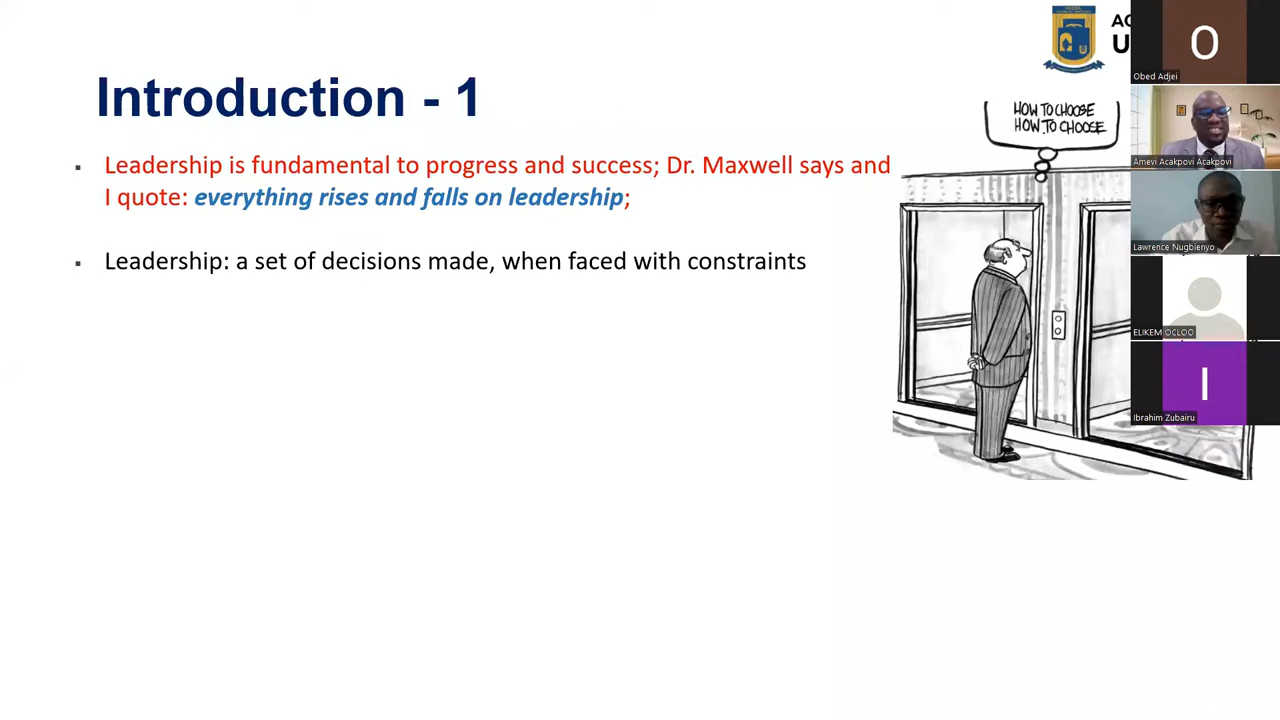 Introduction - 1
Leadership is fundamental to progress and success; Dr. Maxwell says and
I quote: everything rises and falls on leadership;
Leadership: a set of decisions made, when faced with constraints
HOW TO CHOOSE
HOW TO CHOOSE
AC
U
O
Obed Adjei
Amevi Acakpovi Acakpovi
Lawrence Nugbienyo
ELIKEM OCLOO
I
Ibrahim Zubairu